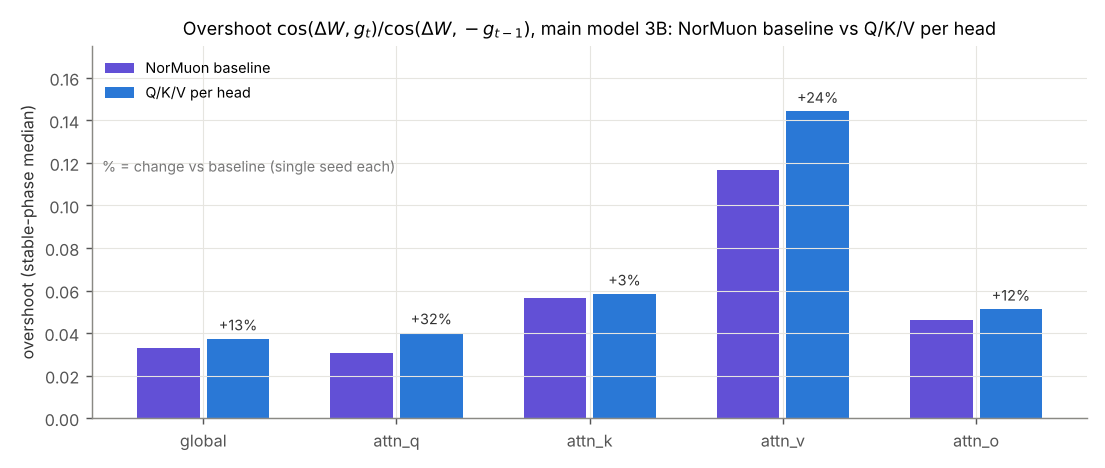 Overshoot cos(ΔW, gₜ)/cos(ΔW, − gₜ₋₁), main model 3B: NorMuon baseline vs Q/K/V per head
NorMuon baseline
Q/K/V per head
% = change vs baseline (single seed each)
overshoot (stable-phase median)
0.16
0.14
0.12
0.10
0.08
0.06
0.04
0.02
0.00
+13%
+32%
+3%
+24%
+12%
global
attn_q
attn_k
attn_v
attn_o